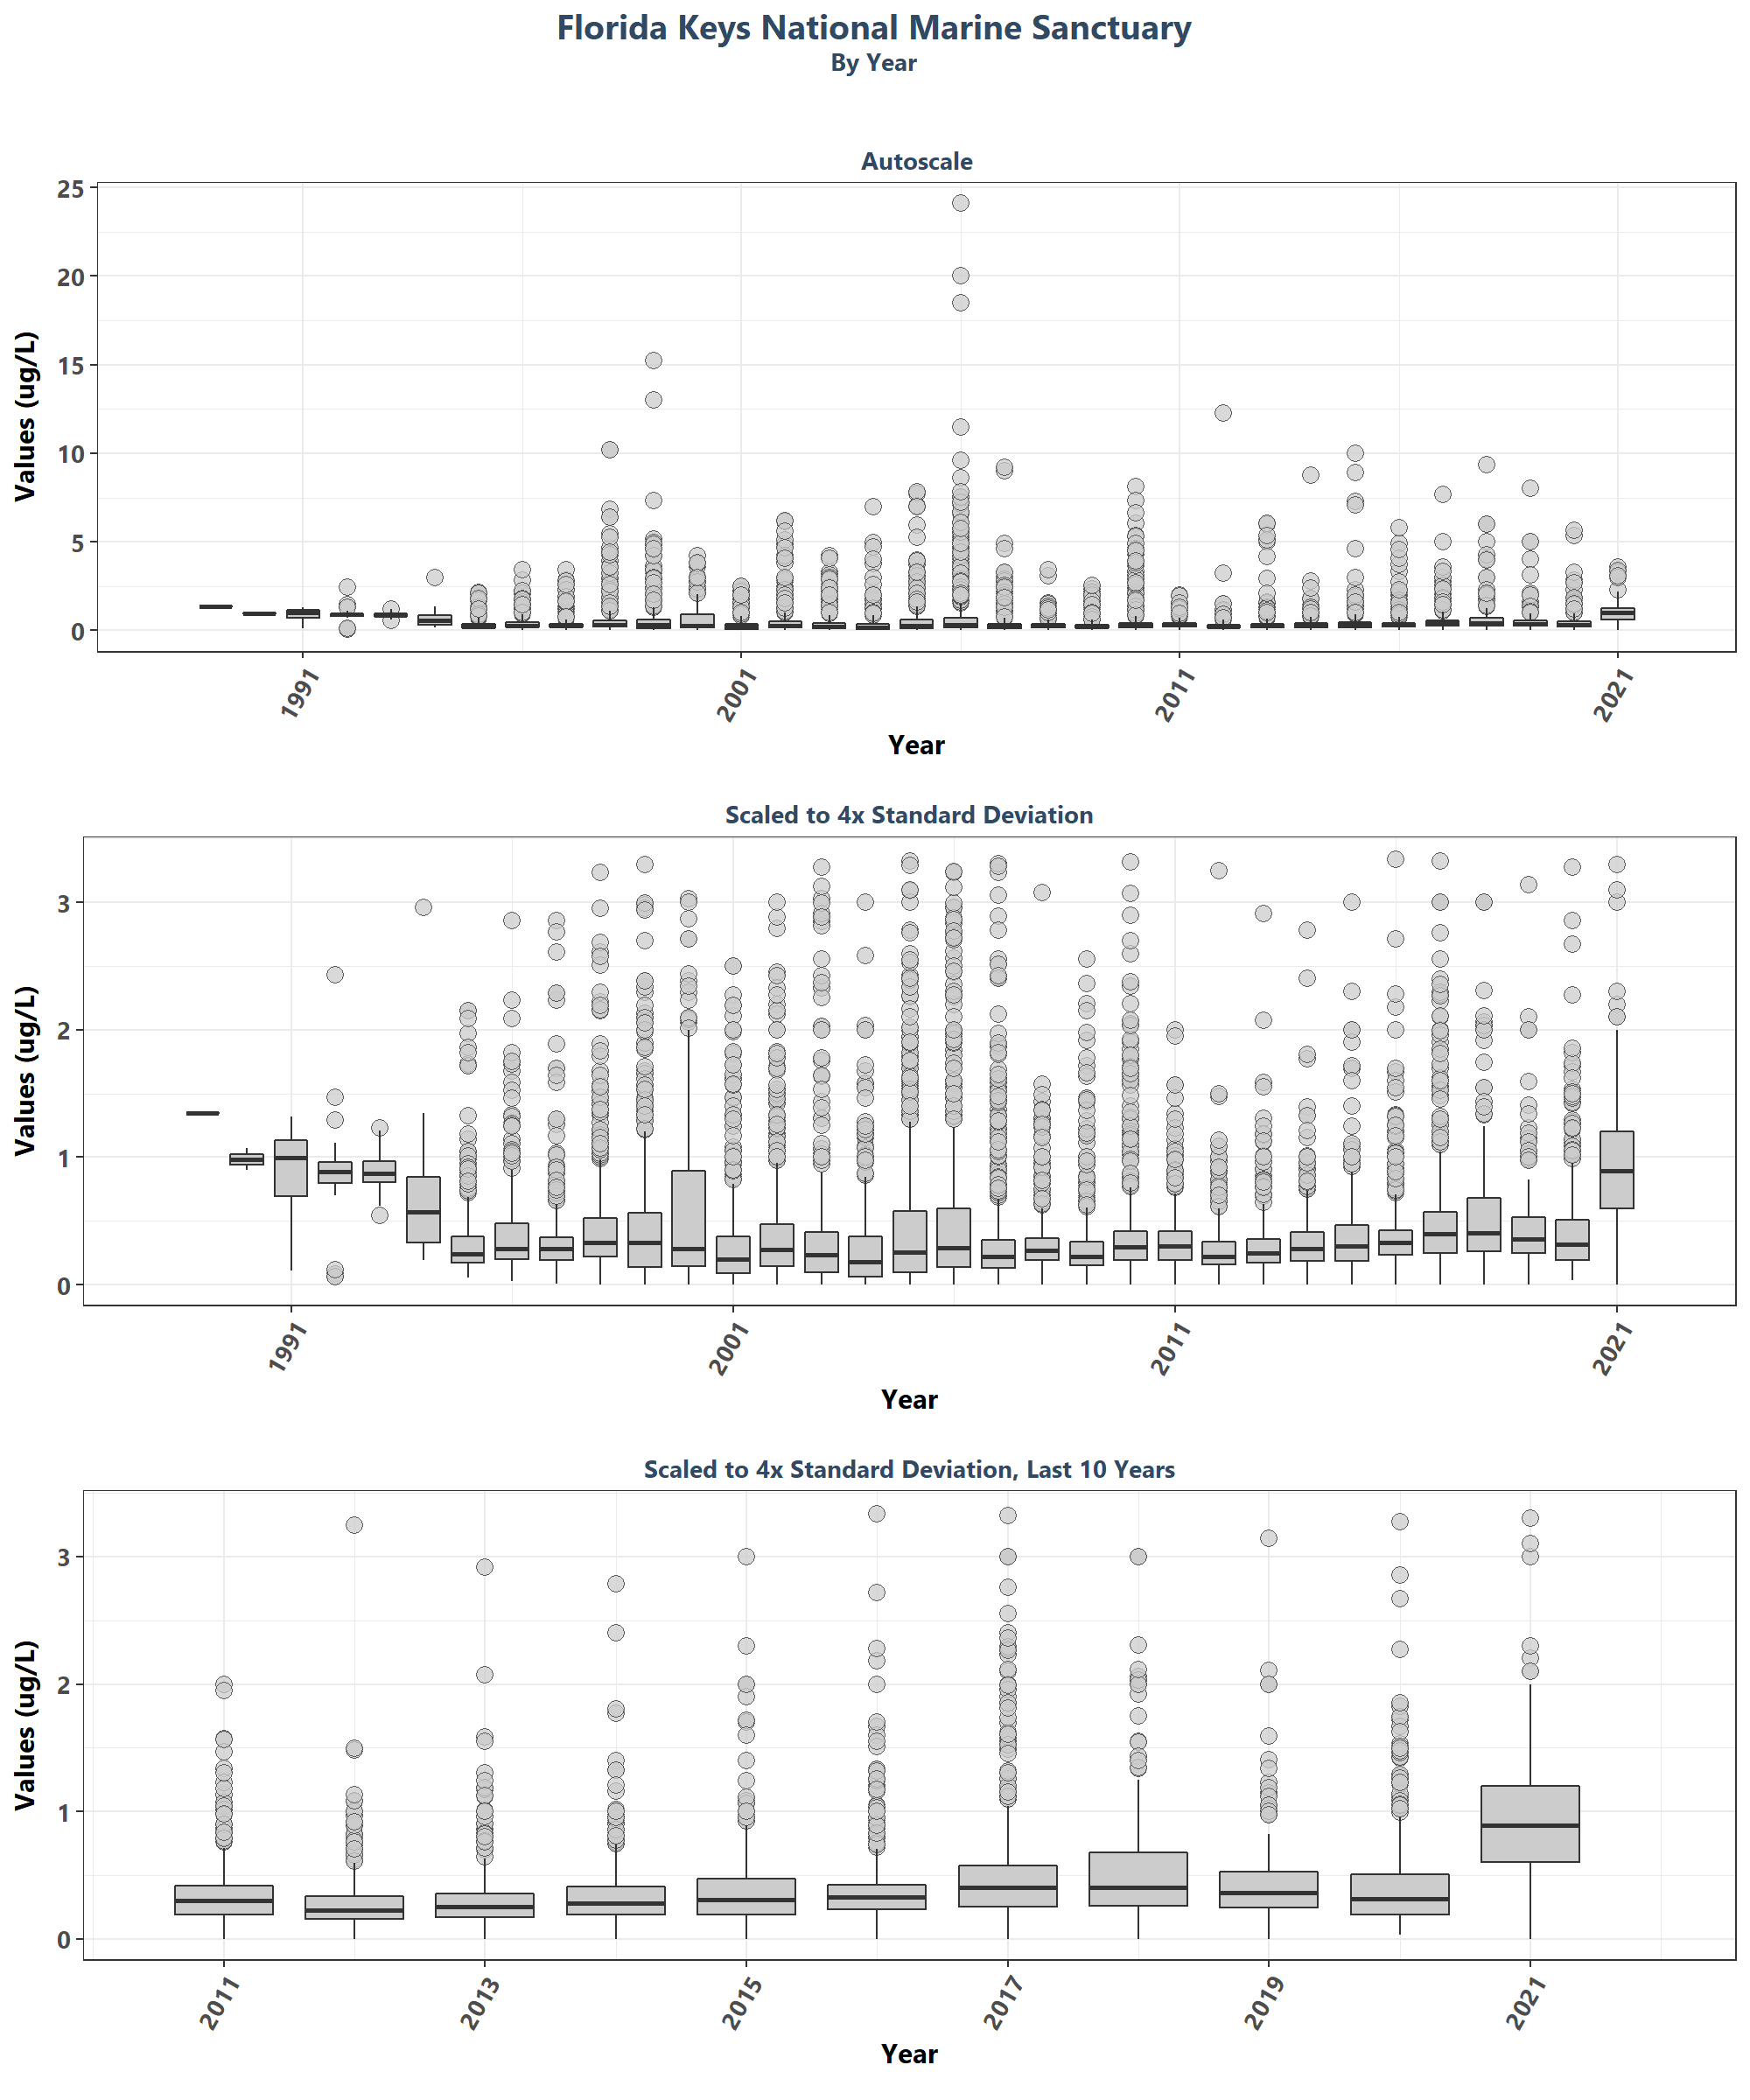 Florida Keys National Marine Sanctuary
By Year
Autoscale
Values (ug/L)
25
20
15
10
5
0
1991
2001
2011
2021
Year
Scaled to 4x Standard Deviation
Values (ug/L)
3
2
1
0
1991
2001
2011
2021
Year
Scaled to 4x Standard Deviation, Last 10 Years
Values (ug/L)
3
2
1
0
2011
2013
2015
2017
2019
2021
Year